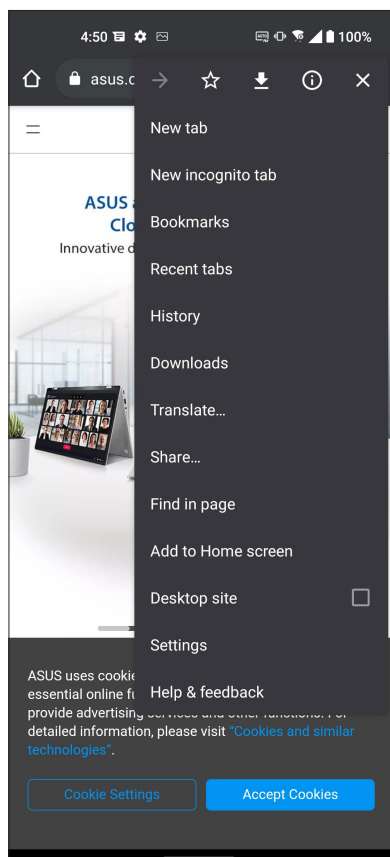 4:50 100%
asus.c
New tab
New incognito tab
Bookmarks
Recent tabs
History
Downloads
Translate...
Share...
Find in page
Add to Home screen
Desktop site
Settings
Help & feedback
ASUS
Clo
Innovative d
ASUS uses cookie
essential online fu
provide advertising services and other functions. For
detailed information, please visit "Cookies and similar
technologies".
Cookie Settings Accept Cookies